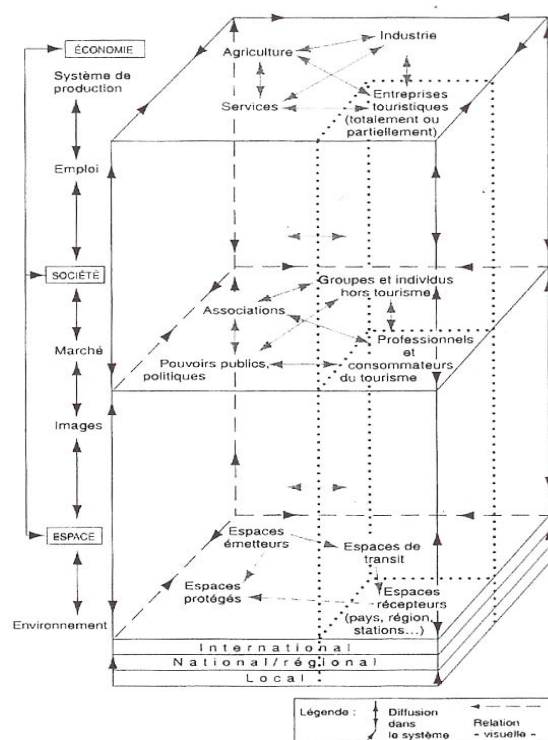 ÉCONOMIE
Système de
production
Emploi
SOCIÉTÉ
Marché
Images
ESPACE
Environnement
Industrie
Agriculture
Services
Entreprises
touristiques
(totalement ou
partiellement)
Groupes et individus
hors tourisme
Associations
Pouvoirs publics,
politiques
Professionnels
et
consommateurs
du tourisme
Espaces
émetteurs
Espaces de
transit
Espaces
protégés
Espaces
récepteurs
(pays, région,
stations...)
International
National/régional
Local
Légende :
Diffusion
dans
le système
Relation
- visuelle -